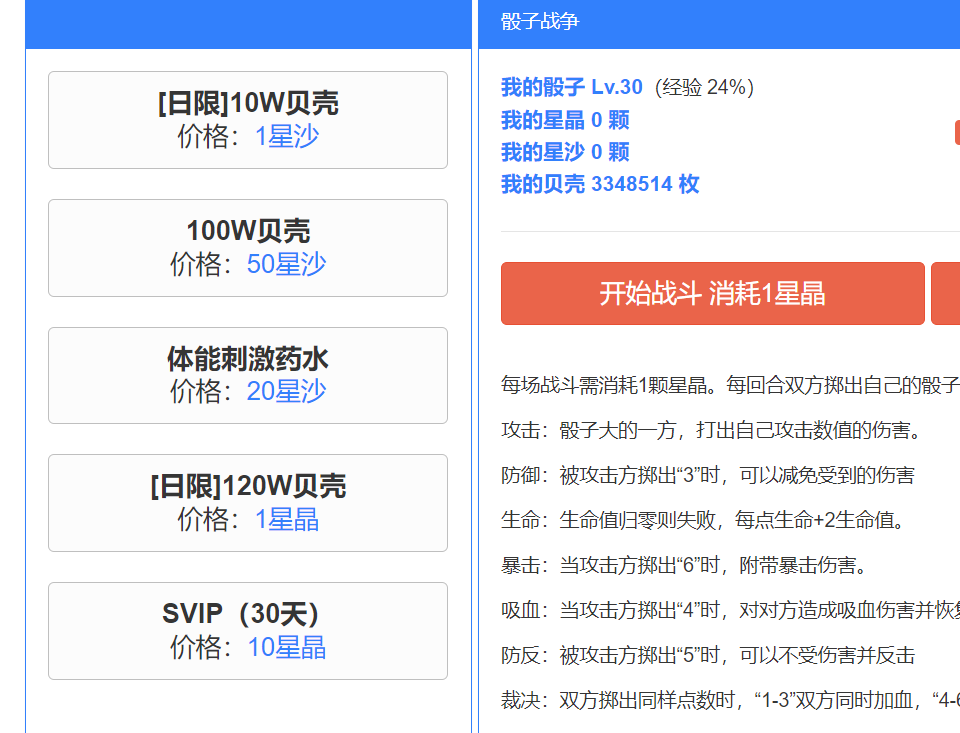 [日限]10W贝壳
价格：1星沙
100W贝壳
价格：50星沙
体能刺激药水
价格：20星沙
[日限]120W贝壳
价格：1星晶
SVIP（30天）
价格：10星晶
骰子战争
我的骰子 Lv.30（经验 24%）
我的星晶 0 颗
我的星沙 0 颗
我的贝壳 3348514 枚
开始战斗 消耗1星晶
每场战斗需消耗1颗星晶。每回合双方掷出自己的骰子
攻击：骰子大的一方，打出自己攻击数值的伤害。
防御：被攻击方掷出“3”时，可以减免受到的伤害
生命：生命值归零则失败，每点生命+2生命值。
暴击：当攻击方掷出“6”时，附带暴击伤害。
吸血：当攻击方掷出“4”时，对对方造成吸血伤害并恢
防反：被攻击方掷出“5”时，可以不受伤害并反击
裁决：双方掷出同样点数时，“1-3”双方同时加血，“4-6